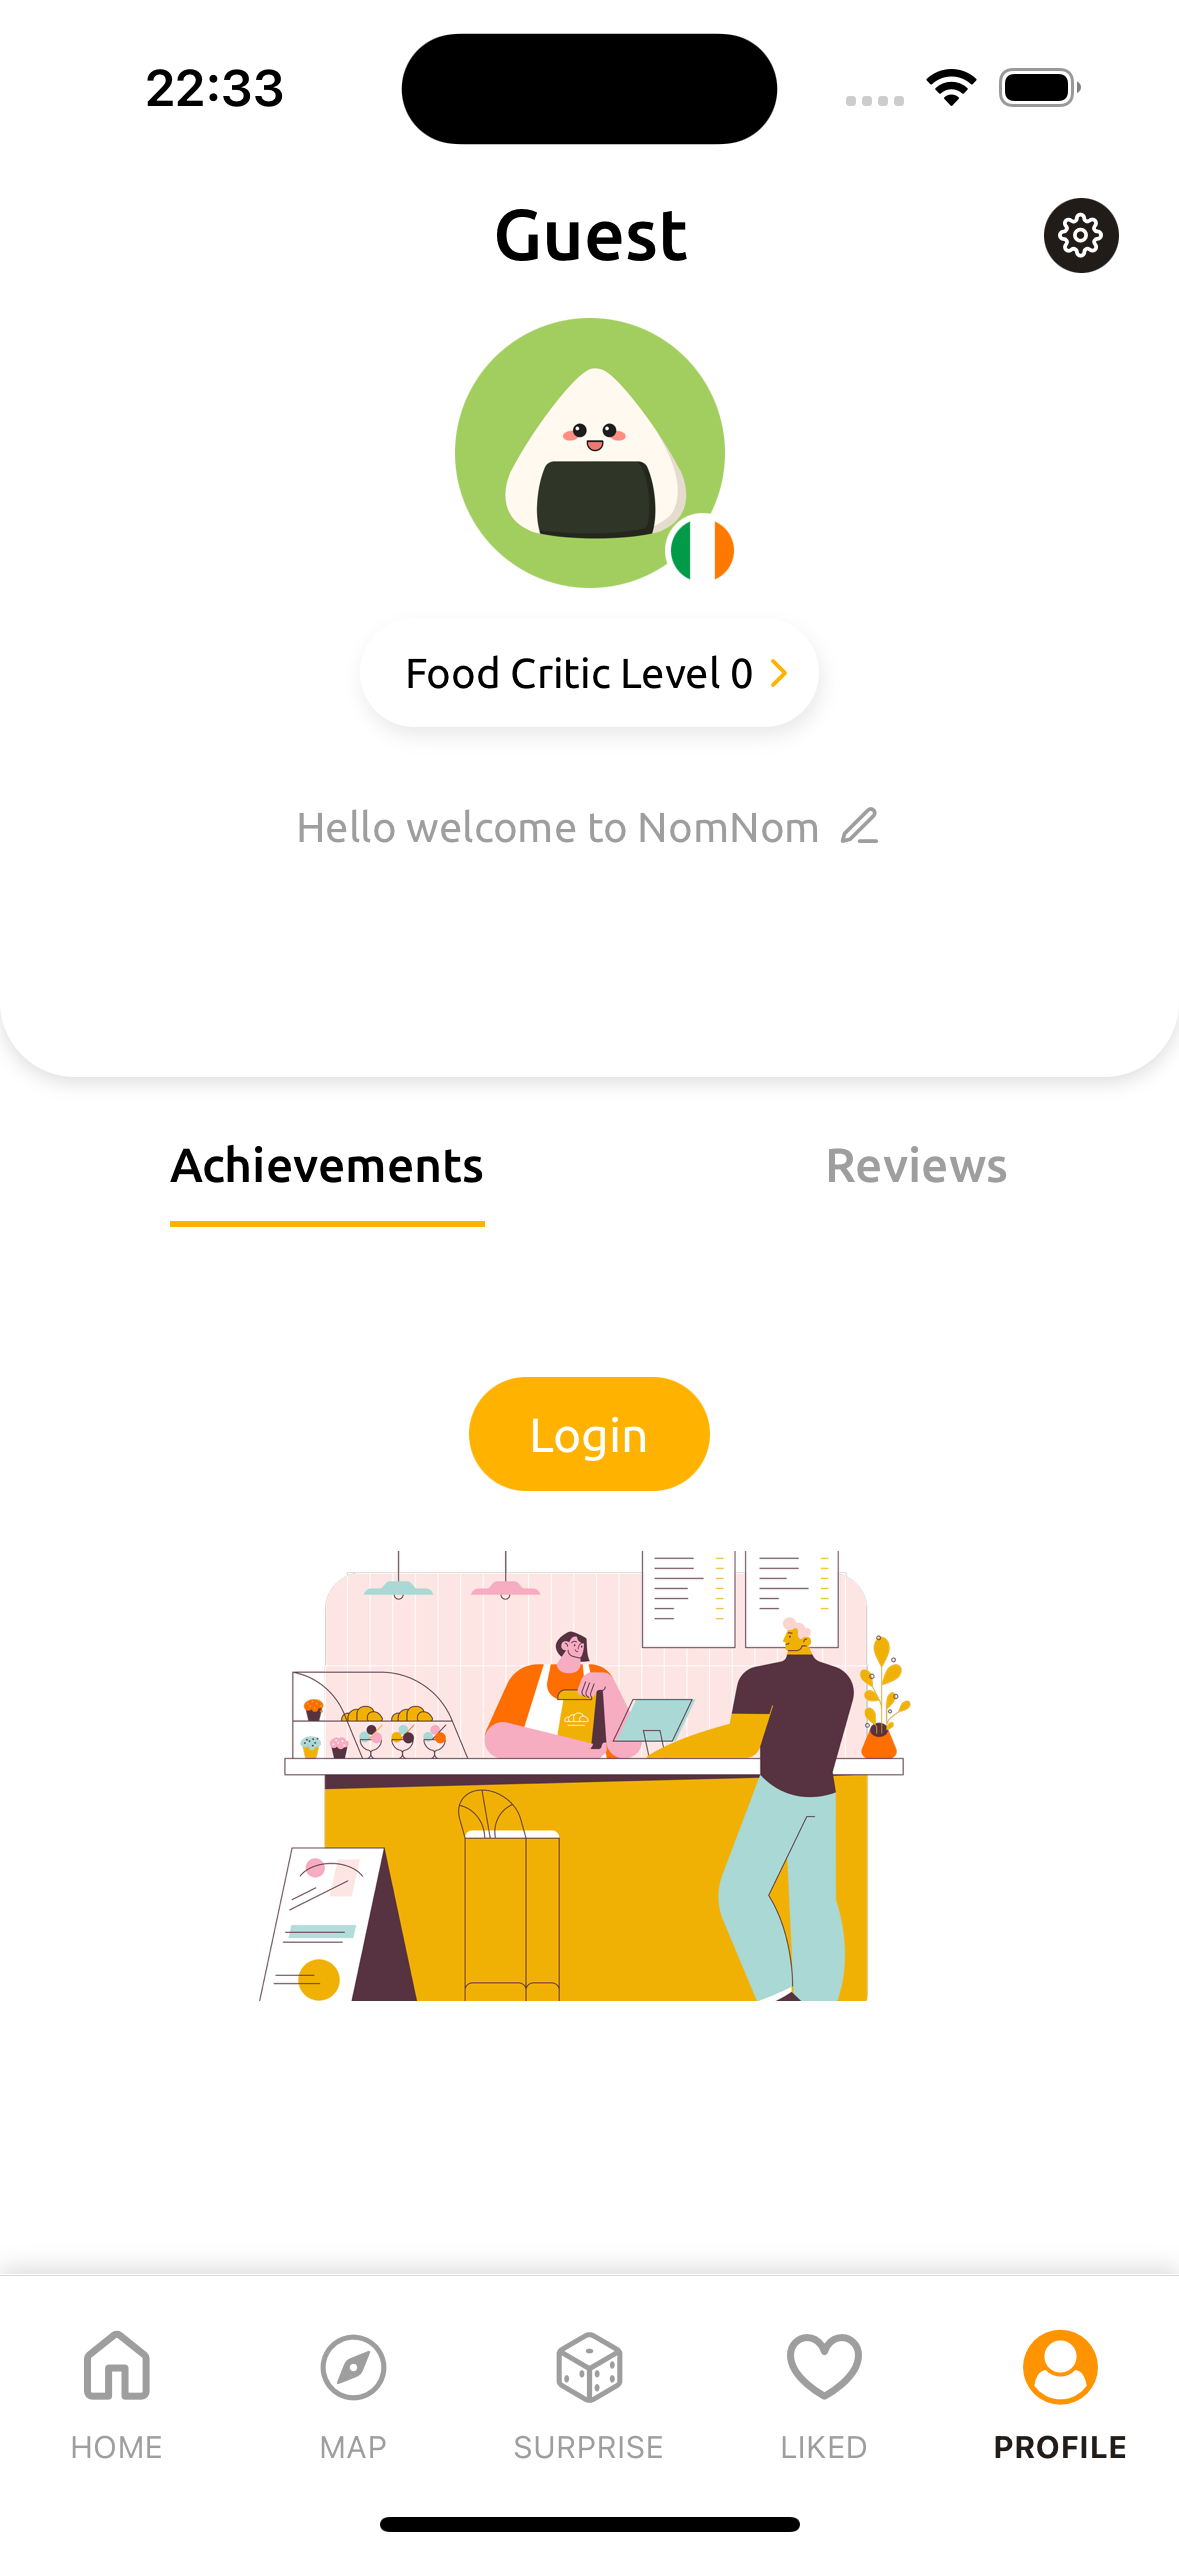 22:33
Guest
Food Critic Level 0
Hello welcome to NomNom
Achievements
Reviews
Login
HOME
MAP
SURPRISE
LIKED
PROFILE